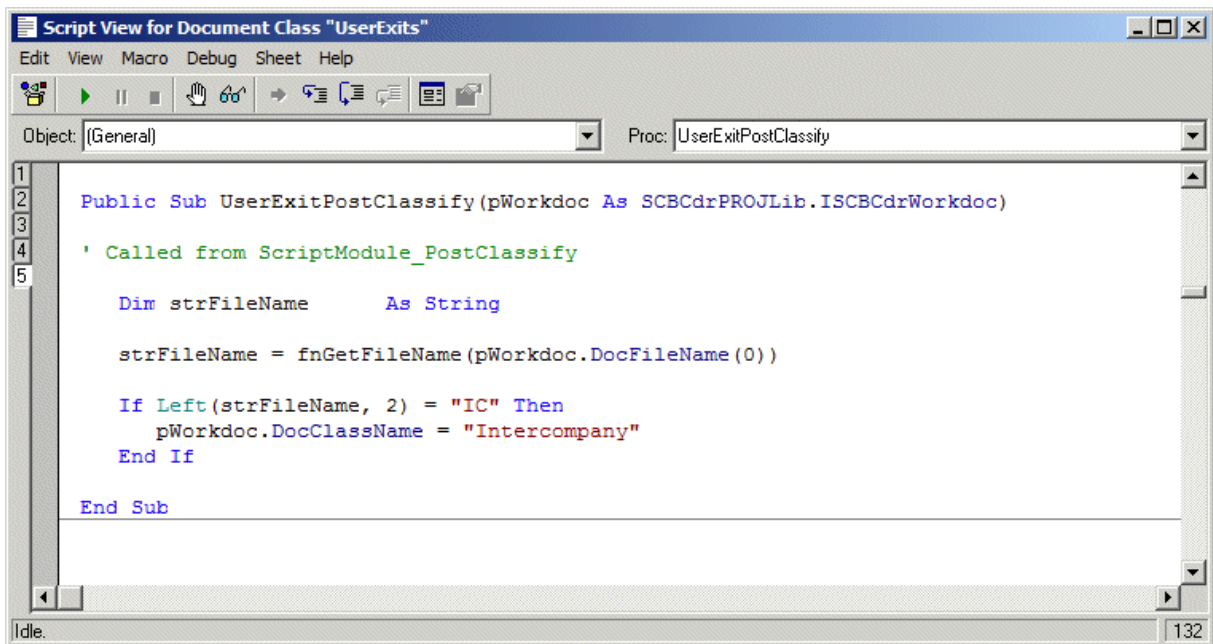 Script View for Document Class "UserExits"
Edit View Macro Debug Sheet Help
Object: (General) Proc: UserExitPostClassify
1
2
3
4
5
Public Sub UserExitPostClassify(pWorkdoc As SCBCdrPROJLib.ISCBCdrWorkdoc)
' Called from ScriptModule_PostClassify
Dim strFileName As String
strFileName = fnGetFileName(pWorkdoc.DocFileName(0))
If Left(strFileName, 2) = "IC" Then
pWorkdoc.DocClassName = "Intercompany"
End If
End Sub
Idle. 132